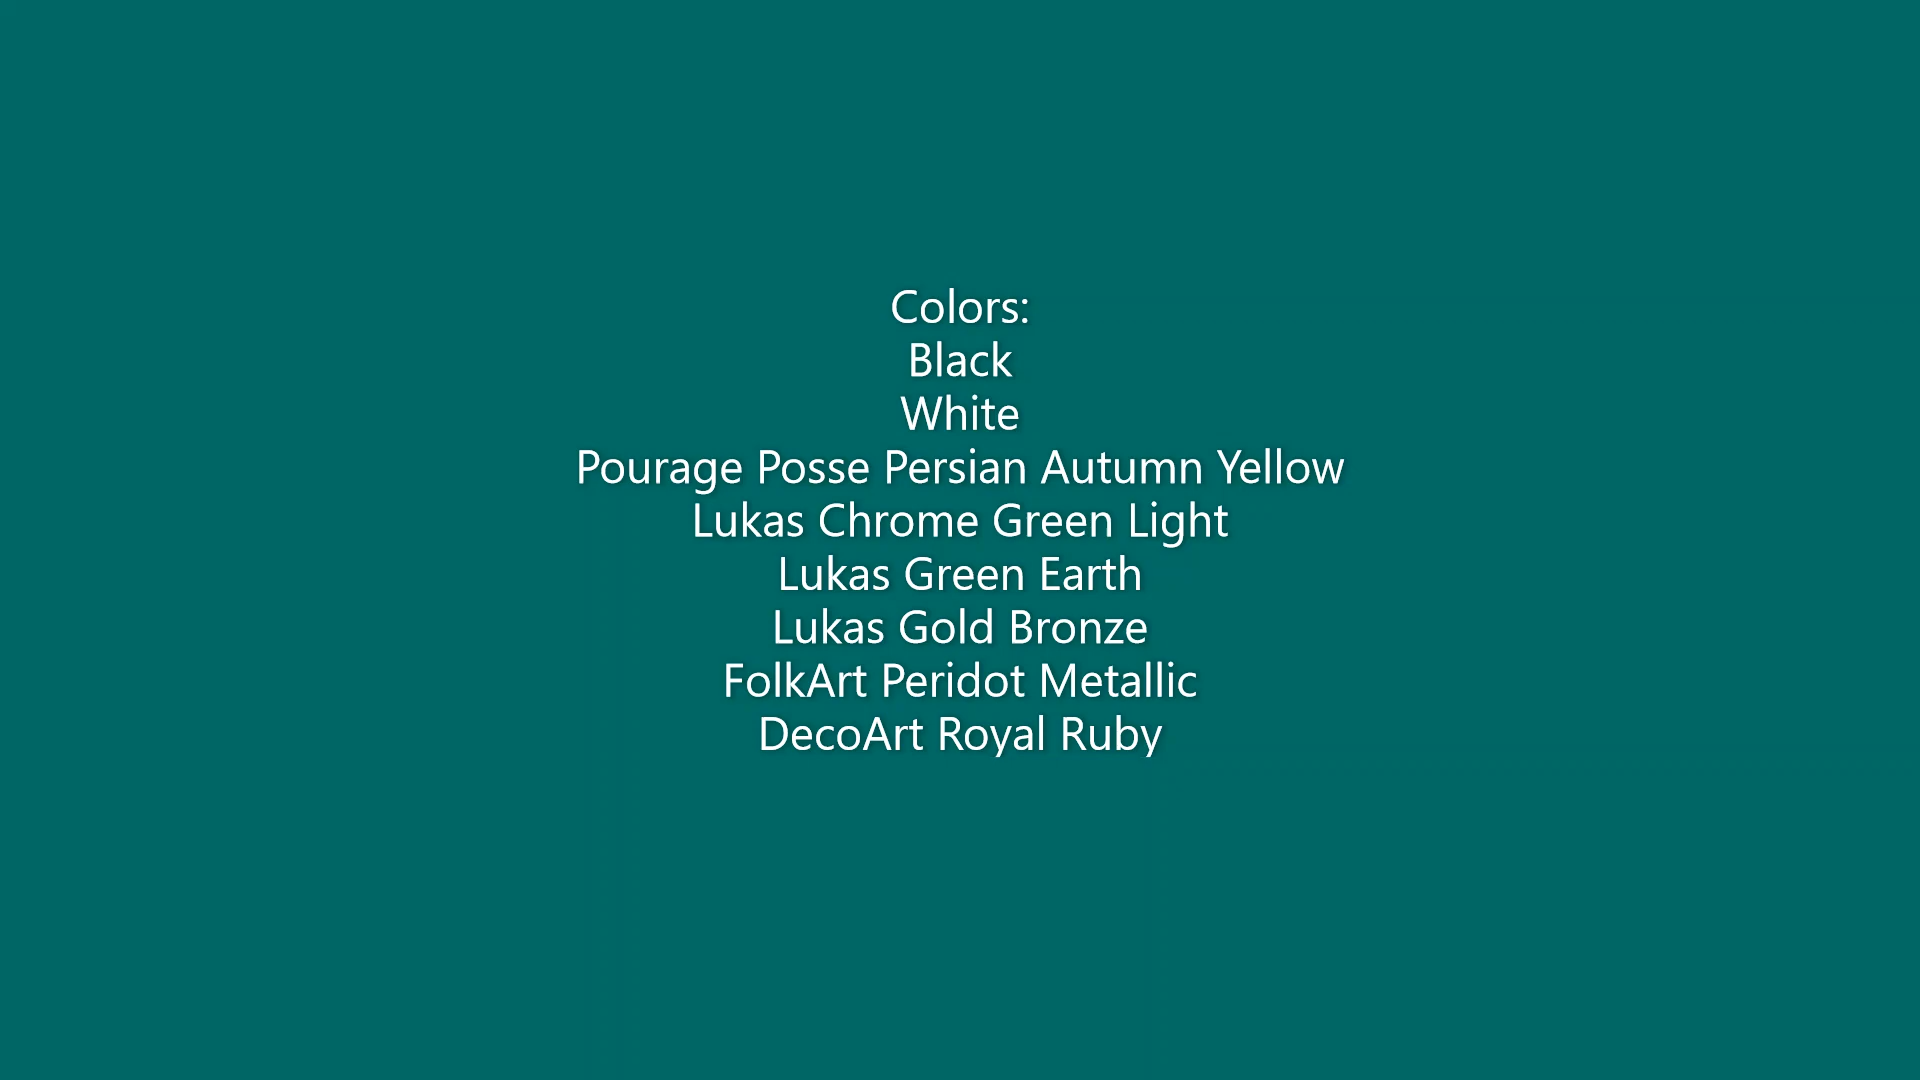 Colors:
Black
White
Pourage Posse Persian Autumn Yellow
Lukas Chrome Green Light
Lukas Green Earth
Lukas Gold Bronze
FolkArt Peridot Metallic
DecoArt Royal Ruby